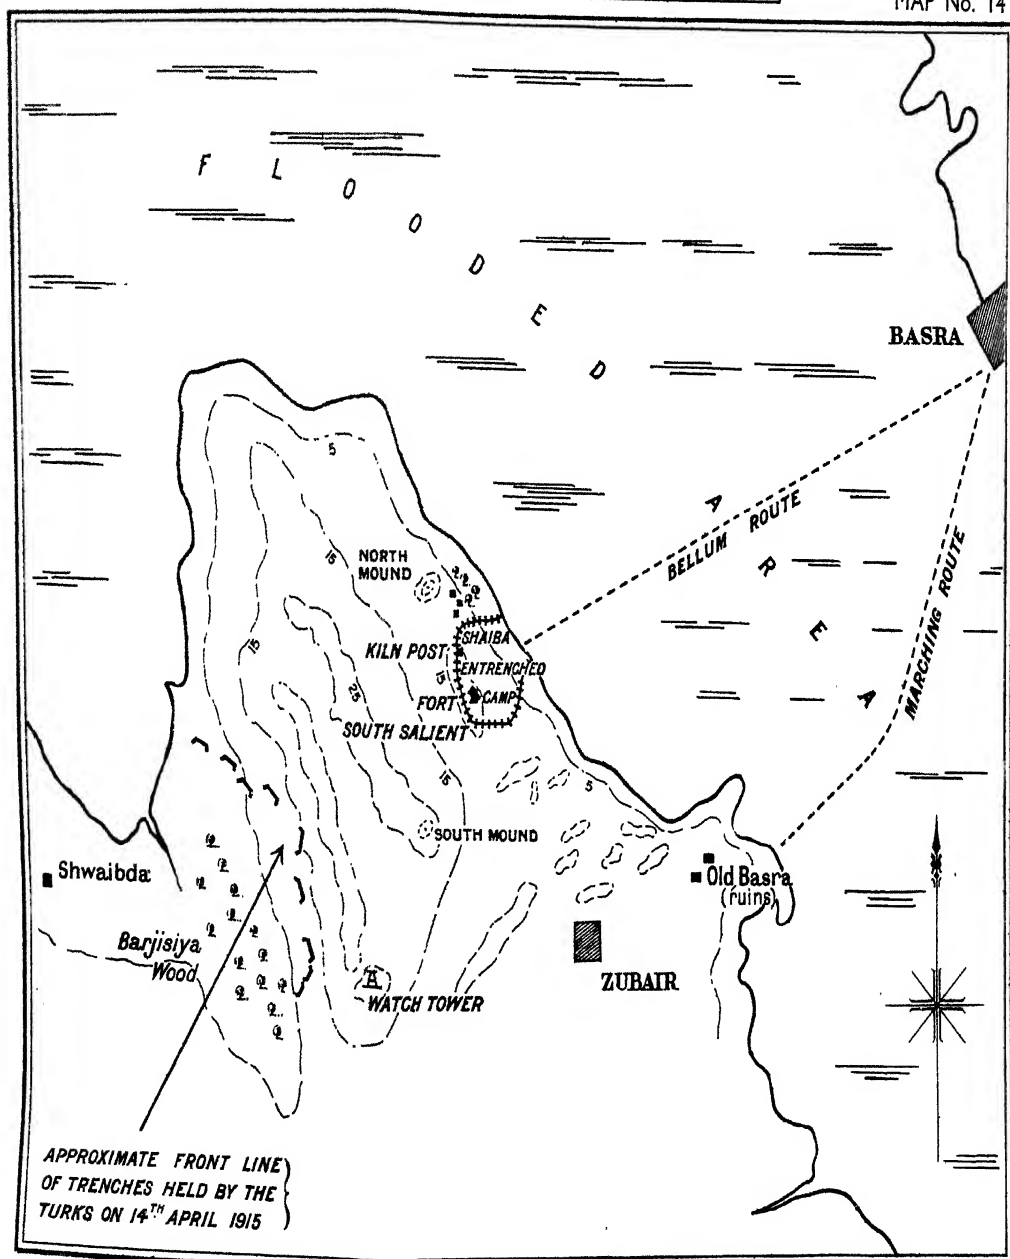 MAP No. 14
FLOODED
AREA
BASRA
BELLUM ROUTE
MARCHING ROUTE
5
15
NORTH
MOUND
SHAIBA
KILN POST
ENTRENCHED
15
15
25
FORT
CAMP
SOUTH SALIENT
15
5
SOUTH MOUND
Shwaibda
Old Basra
(ruins)
Barjisiya
Wood
ZUBAIR
WATCH TOWER
APPROXIMATE FRONT LINE
OF TRENCHES HELD BY THE
TURKS ON 14TH APRIL 1915